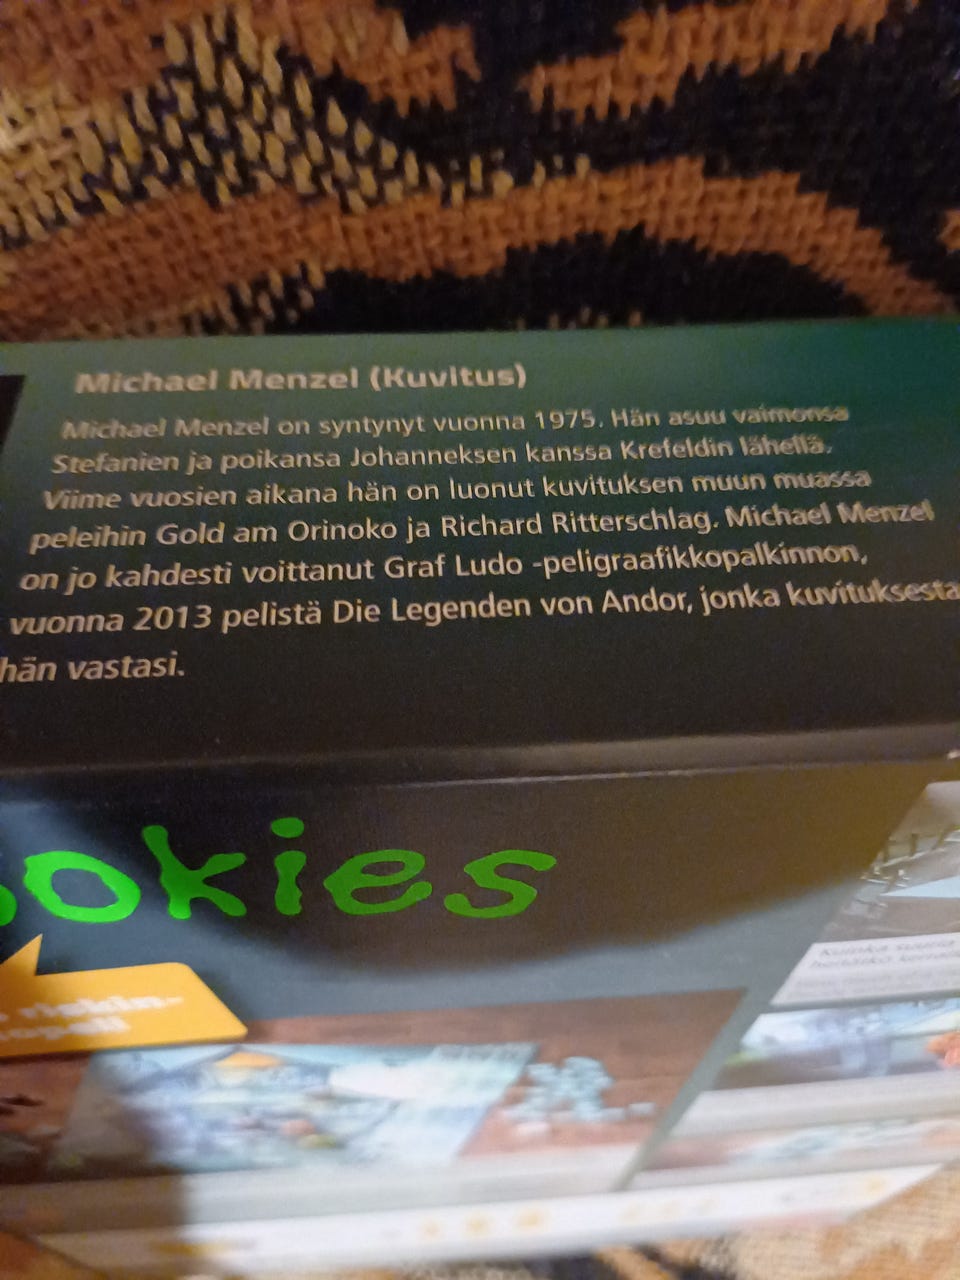 Michael Menzel (Kuvitus)
Michael Menzel on syntynyt vuonna 1975. Hän asuu vaimonsa
Stefanien ja poikansa Johanneksen kanssa Krefeldin lähellä.
Viime vuosien aikana hän on luonut kuvituksen muun muassa
peleihin Gold am Orinoko ja Richard Ritterschlag. Michael Menzel
on jo kahdesti voittanut Graf Ludo -peligraafikkopalkinnon,
vuonna 2013 pelistä Die Legenden von Andor, jonka kuvituksesta
hän vastasi.
ookies